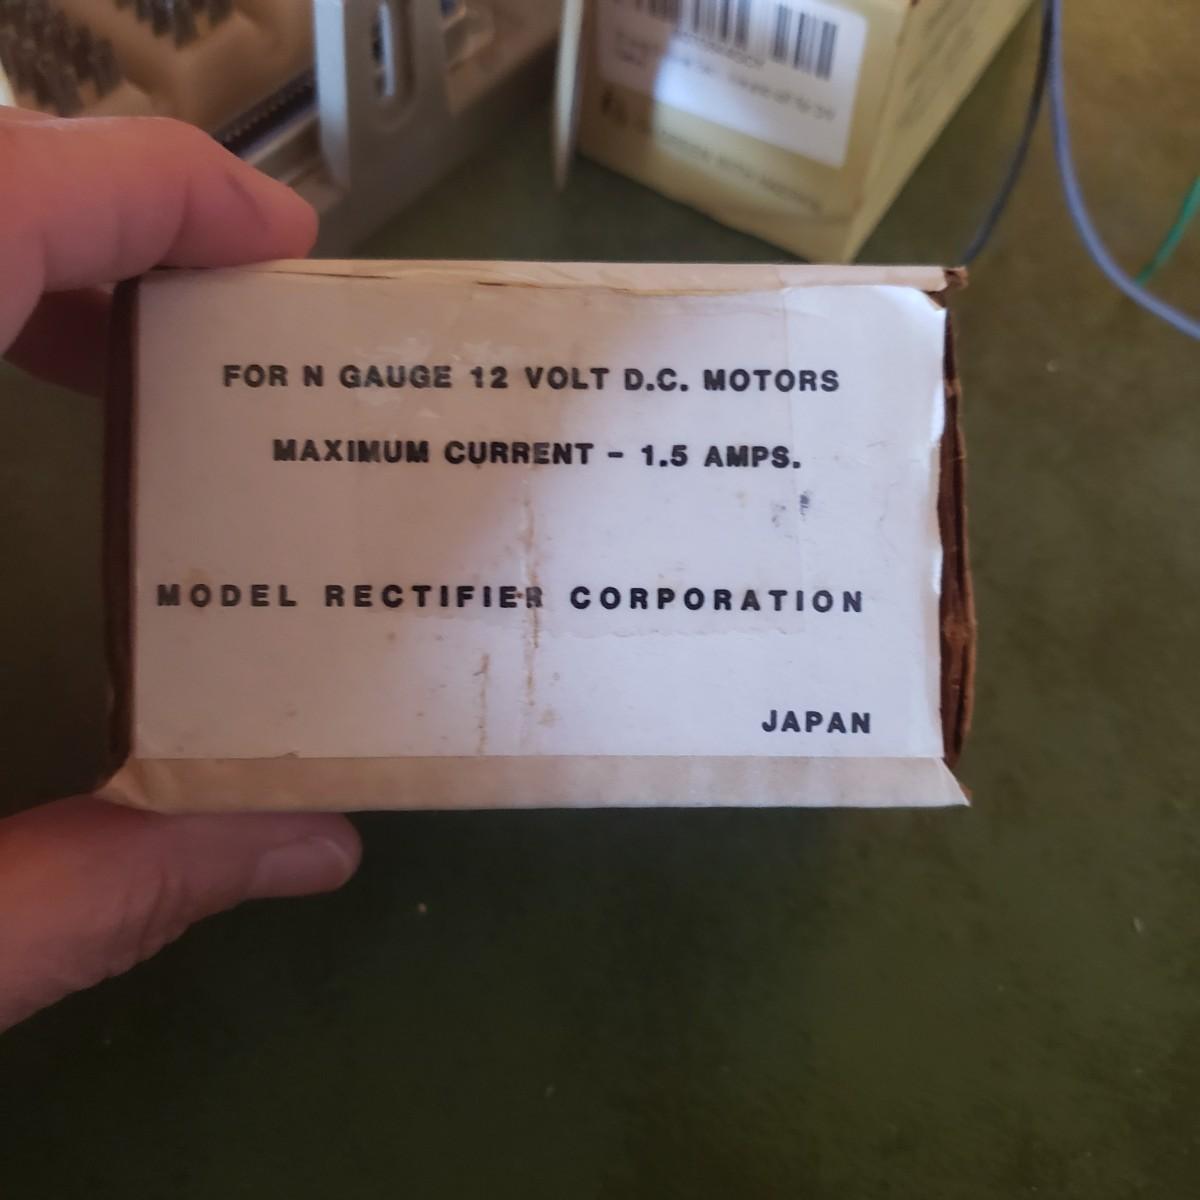 FOR N GAUGE 12 VOLT D.C. MOTORS
MAXIMUM CURRENT - 1.5 AMPS.
MODEL RECTIFIER CORPORATION
JAPAN